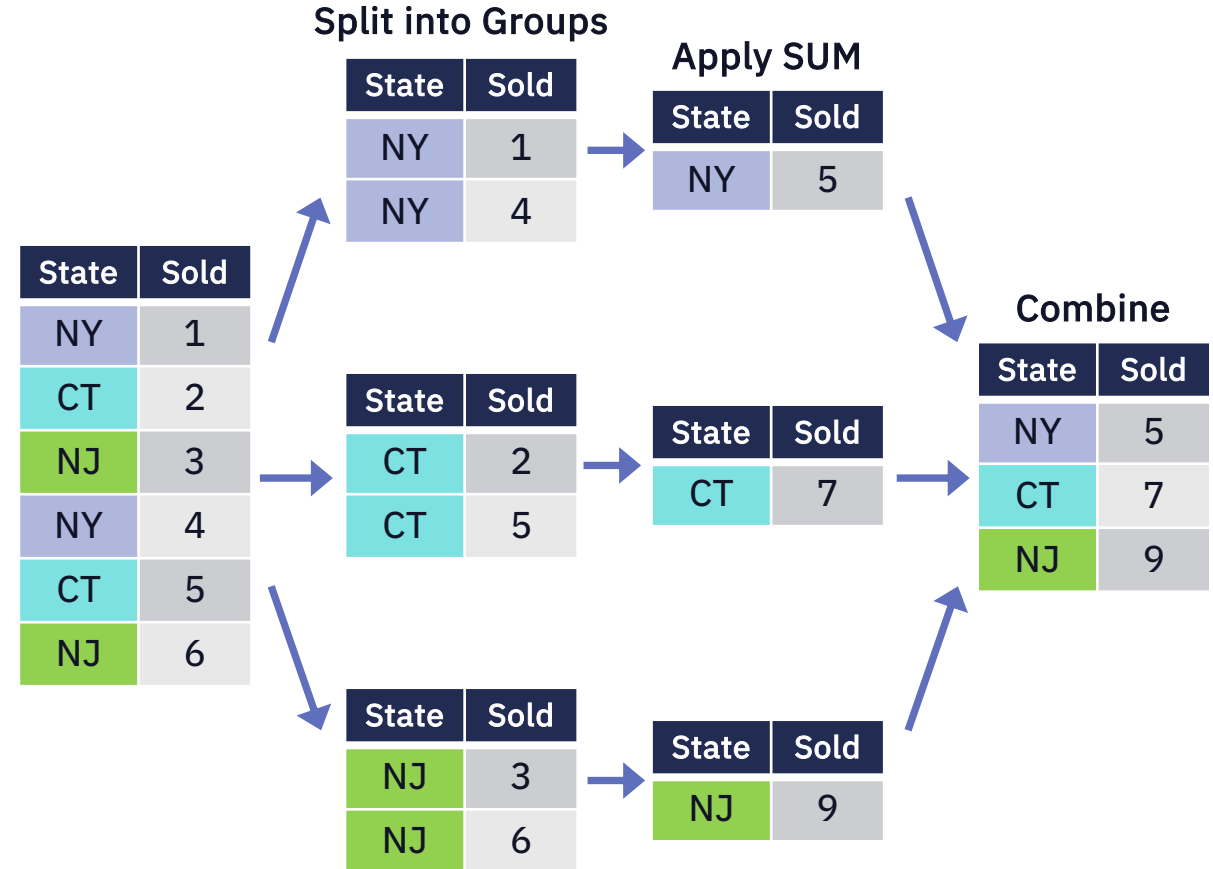 Split into Groups
State Sold
NY 1
NY 4
Apply SUM
State Sold
NY 5
State Sold
NY 1
CT 2
NJ 3
NY 4
CT 5
NJ 6
State Sold
CT 2
CT 5
State Sold
CT 7
Combine
State Sold
NY 5
CT 7
NJ 9
State Sold
NJ 3
NJ 6
State Sold
NJ 9